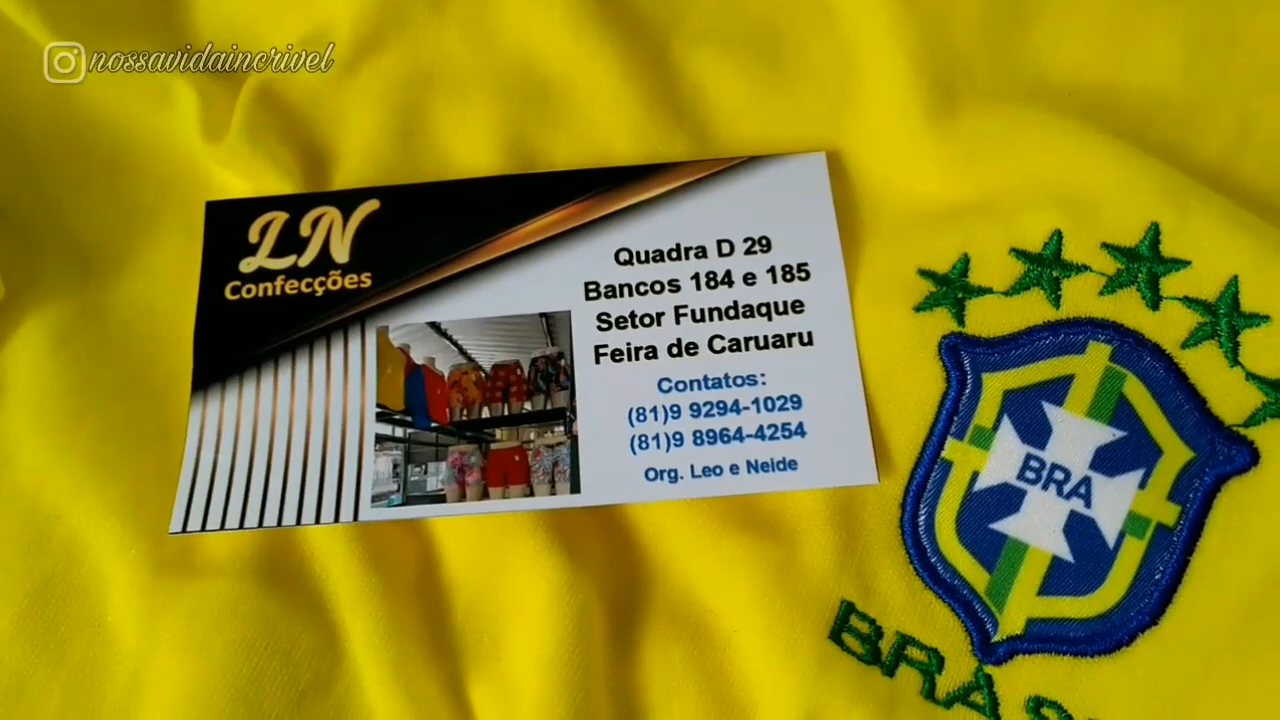 nossavidaincrivel
LN
Confecções
Quadra D 29
Bancos 184 e 185
Setor Fundaque
Feira de Caruaru
Contatos:
(81)9 9294-1029
(81)9 8964-4254
Org. Leo e Neide
BRA